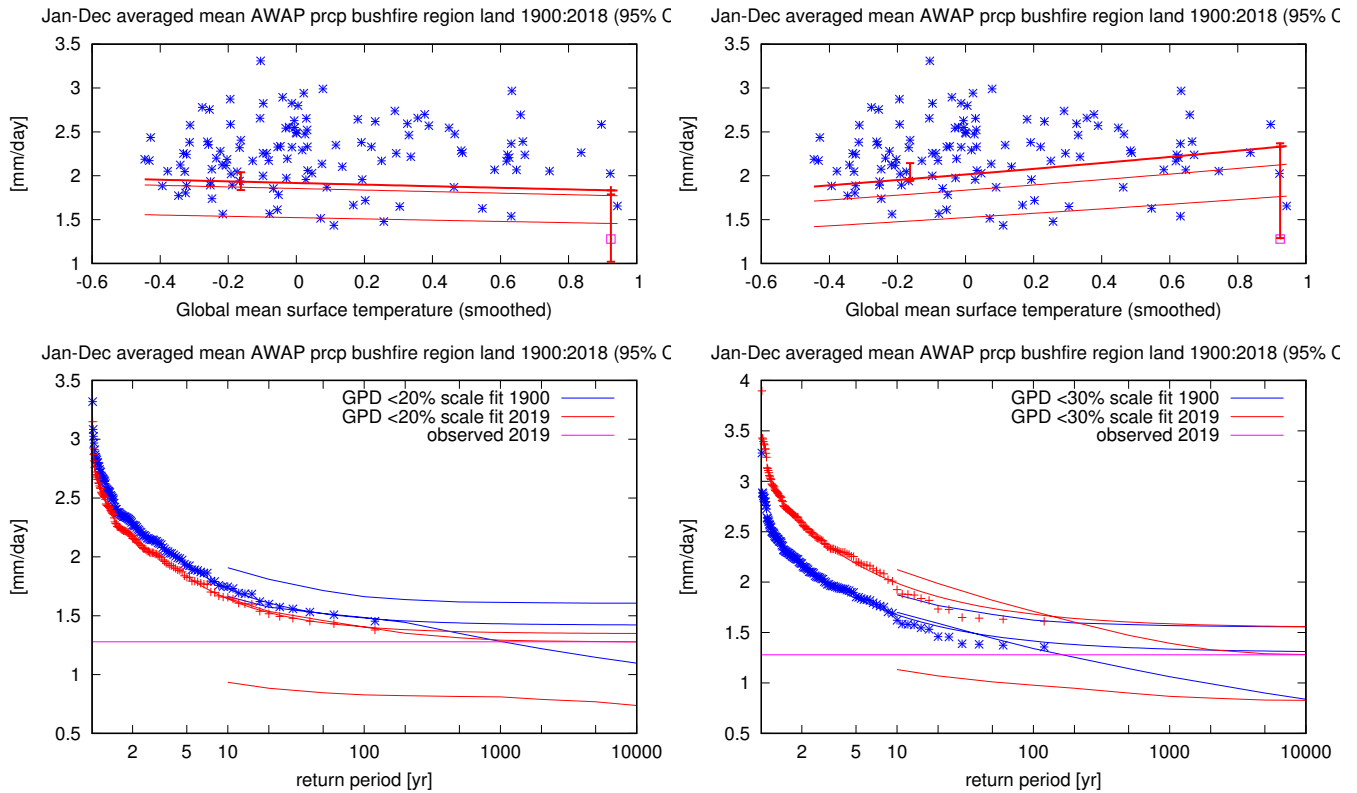 Jan-Dec averaged mean AWAP prcp bushfire region land 1900:2018 (95% C
3.5
3
2.5
2
1.5
1
[mm/day]
-0.6 -0.4 -0.2 0 0.2 0.4 0.6 0.8 1
Global mean surface temperature (smoothed)
Jan-Dec averaged mean AWAP prcp bushfire region land 1900:2018 (95% C
3.5
3
2.5
2
1.5
1
[mm/day]
-0.6 -0.4 -0.2 0 0.2 0.4 0.6 0.8 1
Global mean surface temperature (smoothed)
Jan-Dec averaged mean AWAP prcp bushfire region land 1900:2018 (95% C
GPD <20% scale fit 1900
GPD <20% scale fit 2019
observed 2019
3.5
3
2.5
2
1.5
1
0.5
[mm/day]
2 5 10 100 1000 10000
return period [yr]
Jan-Dec averaged mean AWAP prcp bushfire region land 1900:2018 (95% C
GPD <30% scale fit 1900
GPD <30% scale fit 2019
observed 2019
4
3.5
3
2.5
2
1.5
1
0.5
[mm/day]
2 5 10 100 1000 10000
return period [yr]